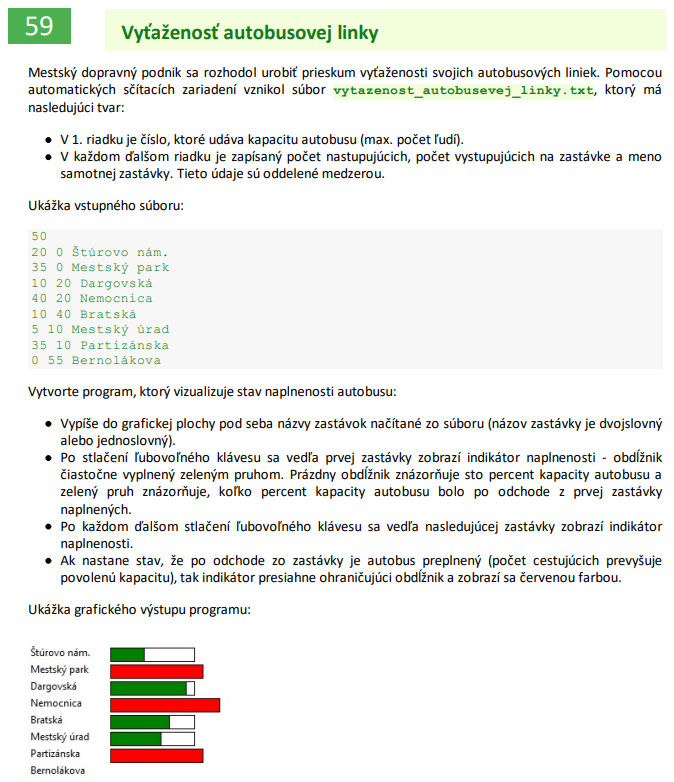 59
Vyťaženosť autobusovej linky
Mestský dopravný podnik sa rozhodol urobiť prieskum vyťaženosti svojich autobusových liniek. Pomocou
automatických sčítacích zariadení vznikol súbor vytazenost_autobusevej_linky.txt, ktorý má
nasledujúci tvar:
● V 1. riadku je číslo, ktoré udáva kapacitu autobusu (max. počet ľudí).
● V každom ďalšom riadku je zapísaný počet nastupujúcich, počet vystupujúcich na zastávke a meno
samotnej zastávky. Tieto údaje sú oddelené medzerou.
Ukážka vstupného súboru:
50
20 0 Štúrovo nám.
35 0 Mestský park
10 20 Dargovská
40 20 Nemocnica
10 40 Bratská
5 10 Mestský úrad
35 10 Partizánska
0 55 Bernolákova
Vytvorte program, ktorý vizualizuje stav naplnenosti autobusu:
● Vypíše do grafickej plochy pod seba názvy zastávok načítané zo súboru (názov zastávky je dvojslovný
alebo jednoslovný).
● Po stlačení ľubovoľného klávesu sa vedľa prvej zastávky zobrazí indikátor naplnenosti - obdĺžnik
čiastočne vyplnený zeleným pruhom. Prázdny obdĺžnik znázorňuje sto percent kapacity autobusu a
zelený pruh znázorňuje, koľko percent kapacity autobusu bolo po odchode z prvej zastávky
naplnených.
● Po každom ďalšom stlačení ľubovoľného klávesu sa vedľa nasledujúcej zastávky zobrazí indikátor
naplnenosti.
● Ak nastane stav, že po odchode zo zastávky je autobus preplnený (počet cestujúcich prevyšuje
povolenú kapacitu), tak indikátor presiahne ohraničujúci obdĺžnik a zobrazí sa červenou farbou.
Ukážka grafického výstupu programu:
Štúrovo nám.
Mestský park
Dargovská
Nemocnica
Bratská
Mestský úrad
Partizánska
Bernolákova